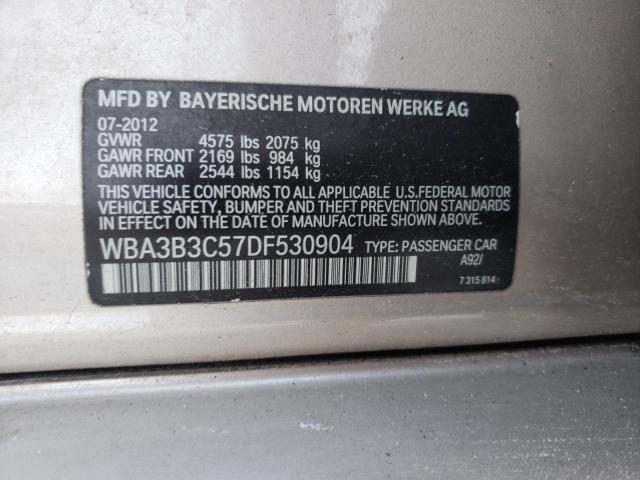 MFD BY BAYERISCHE MOTOREN WERKE AG
07-2012
GVWR 4575 lbs 2075 kg
GAWR FRONT 2169 lbs 984 kg
GAWR REAR 2544 lbs 1154 kg
THIS VEHICLE CONFORMS TO ALL APPLICABLE U.S.FEDERAL MOTOR
VEHICLE SAFETY, BUMPER AND THEFT PREVENTION STANDARDS
IN EFFECT ON THE DATE OF MANUFACTURE SHOWN ABOVE.
WBA3B3C57DF530904 TYPE: PASSENGER CAR
A92/
7 315 814